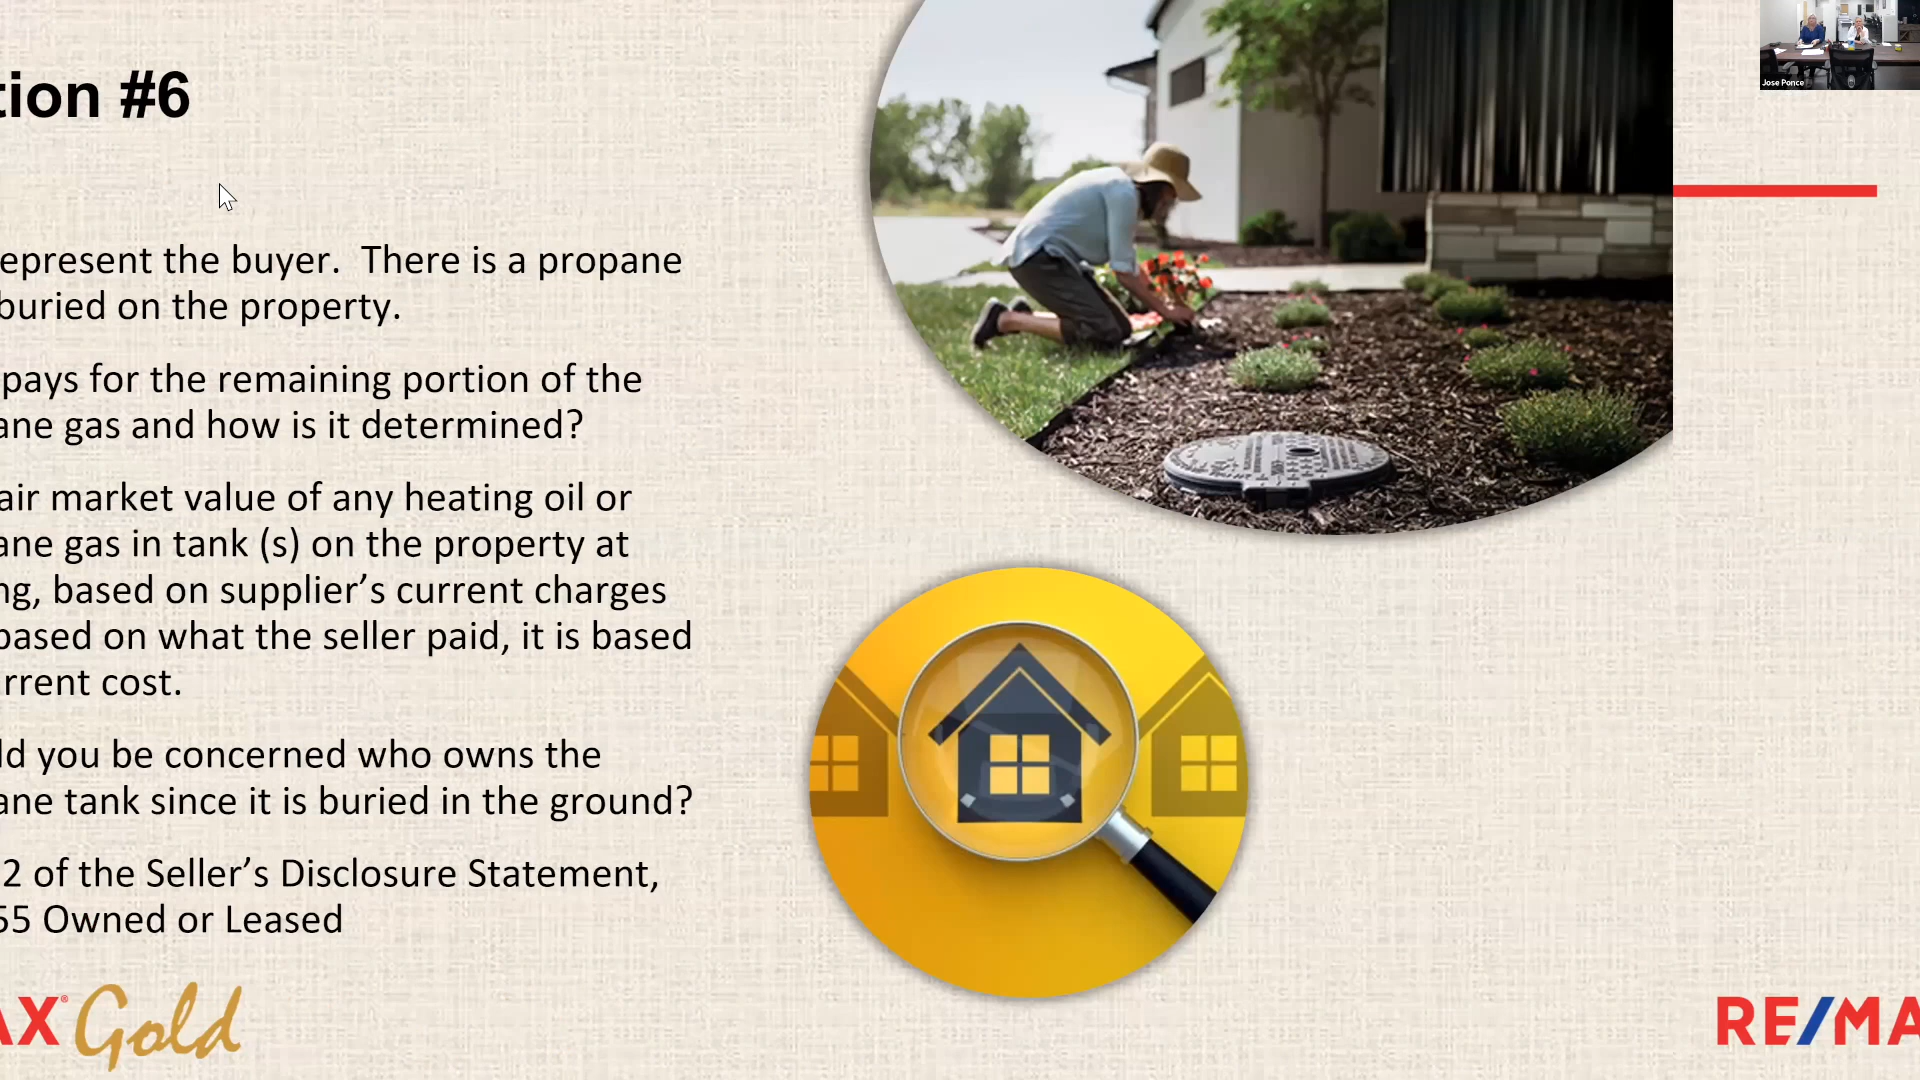 tion #6
epresent the buyer.  There is a propane
buried on the property.
pays for the remaining portion of the
ane gas and how is it determined?
air market value of any heating oil or
ane gas in tank (s) on the property at
ng, based on supplier’s current charges
based on what the seller paid, it is based
rrent cost.
ld you be concerned who owns the
ane tank since it is buried in the ground?
2 of the Seller’s Disclosure Statement,
55 Owned or Leased
AX® Gold
RE/MA
Jose Ponce